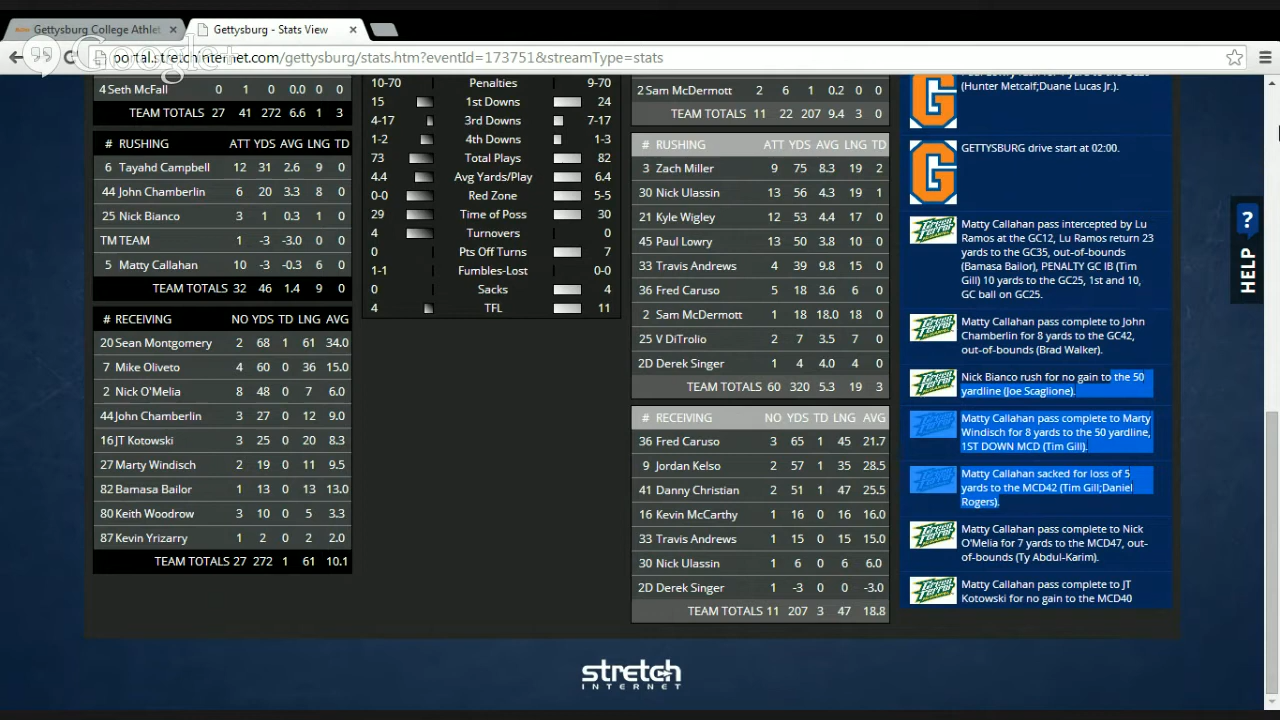 Gettysburg College Athlet
Gettysburg - Stats View
portal.stretchinternet.com/gettysburg/stats.htm?eventId=173751&streamType=stats
Google+
4 Seth McFall 0 1 0 0.0 0 0
TEAM TOTALS 27 41 272 6.6 1 3
# RUSHING ATT YDS AVG LNG TD
6 Tayahd Campbell 12 31 2.6 9 0
44 John Chamberlin 6 20 3.3 8 0
25 Nick Bianco 3 1 0.3 1 0
TM TEAM 1 -3 -3.0 0 0
5 Matty Callahan 10 -3 -0.3 6 0
TEAM TOTALS 32 46 1.4 9 0
# RECEIVING NO YDS TD LNG AVG
20 Sean Montgomery 2 68 1 61 34.0
7 Mike Oliveto 4 60 0 36 15.0
2 Nick O'Melia 8 48 0 7 6.0
44 John Chamberlin 3 27 0 12 9.0
16 JT Kotowski 3 25 0 20 8.3
27 Marty Windisch 2 19 0 11 9.5
82 Bamasa Bailor 1 13 0 13 13.0
80 Keith Woodrow 3 10 0 5 3.3
87 Kevin Yrizarry 1 2 0 2 2.0
TEAM TOTALS 27 272 1 61 10.1
10-70 Penalties 9-70
15 1st Downs 24
4-17 3rd Downs 7-17
1-2 4th Downs 1-3
73 Total Plays 82
4.4 Avg Yards/Play 6.4
0-0 Red Zone 5-5
29 Time of Poss 30
4 Turnovers 0
0 Pts Off Turns 7
1-1 Fumbles-Lost 0-0
0 Sacks 4
4 TFL 11
2 Sam McDermott 2 6 1 0.2 0 0
TEAM TOTALS 11 22 207 9.4 3 0
# RUSHING ATT YDS AVG LNG TD
3 Zach Miller 9 75 8.3 19 2
30 Nick Ulassin 13 56 4.3 19 1
21 Kyle Wigley 12 53 4.4 17 0
45 Paul Lowry 13 50 3.8 10 0
33 Travis Andrews 4 39 9.8 15 0
36 Fred Caruso 5 18 3.6 6 0
2 Sam McDermott 1 18 18.0 18 0
25 V DiTrolio 2 7 3.5 7 0
2D Derek Singer 1 4 4.0 4 0
TEAM TOTALS 60 320 5.3 19 3
# RECEIVING NO YDS TD LNG AVG
36 Fred Caruso 3 65 1 45 21.7
9 Jordan Kelso 2 57 1 35 28.5
41 Danny Christian 2 51 1 47 25.5
16 Kevin McCarthy 1 16 0 16 16.0
33 Travis Andrews 1 15 0 15 15.0
30 Nick Ulassin 1 6 0 6 6.0
2D Derek Singer 1 -3 0 0 -3.0
TEAM TOTALS 11 207 3 47 18.8
(Hunter Metcalf;Duane Lucas Jr.).
GETTYSBURG drive start at 02:00.
Matty Callahan pass intercepted by Lu
Ramos at the GC12, Lu Ramos return 23
yards to the GC35, out-of-bounds
(Bamasa Bailor), PENALTY GC IB (Tim
Gill) 10 yards to the GC25, 1st and 10,
GC ball on GC25.
Matty Callahan pass complete to John
Chamberlin for 8 yards to the GC42,
out-of-bounds (Brad Walker).
Nick Bianco rush for no gain to the 50
yardline (Joe Scaglione).
Matty Callahan pass complete to Marty
Windisch for 8 yards to the 50 yardline,
1ST DOWN MCD (Tim Gill).
Matty Callahan sacked for loss of 5
yards to the MCD42 (Tim Gill;Daniel
Rogers).
Matty Callahan pass complete to Nick
O'Melia for 7 yards to the MCD47, out-
of-bounds (Ty Abdul-Karim).
Matty Callahan pass complete to JT
Kotowski for no gain to the MCD40
? HELP
stretch
INTERNET